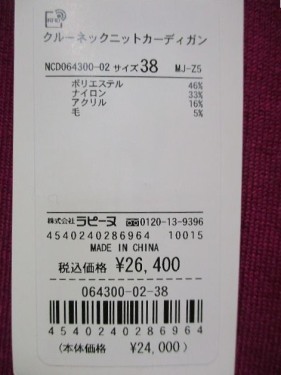 クルーネックニットカーディガン
NCD064300-02 サイズ 38 MJ-Z5
ポリエステル 46%
ナイロン 33%
アクリル 16%
毛 5%
株式会社ラピーヌ 0120-13-9396
4540240286964 10015
MADE IN CHINA
税込価格 ¥26,400
064300-02-38
4540240286964
(本体価格 ¥24,000)